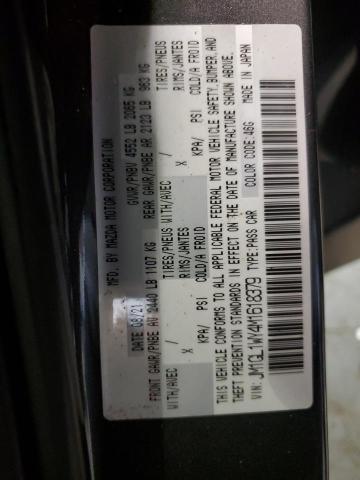 MFD. BY MAZDA MOTOR CORPORATION
DATE 08/21 GVWR/PNBV 4552 LB 2065 KG
FRONT GAWR/PNBE AV 2440 LB 1107 KG REAR GAWR/PNBE AR 2123 LB 963 KG
WITH/AVEC TIRES/PNEUS WITH/AVEC TIRES/PNEUS
X RIMS/JANTES X RIMS/JANTES
KPA/ PSI COLD/A FROID KPA/ PSI COLD/A FROID
THIS VEHICLE CONFORMS TO ALL APPLICABLE FEDERAL MOTOR VEHICLE SAFETY, BUMPER, AND
THEFT PREVENTION STANDARDS IN EFFECT ON THE DATE OF MANUFACTURE SHOWN ABOVE.
COLOR CODE:46G MADE IN JAPAN
VIN: JM1GL1WY4M1618379 TYPE:PASS CAR